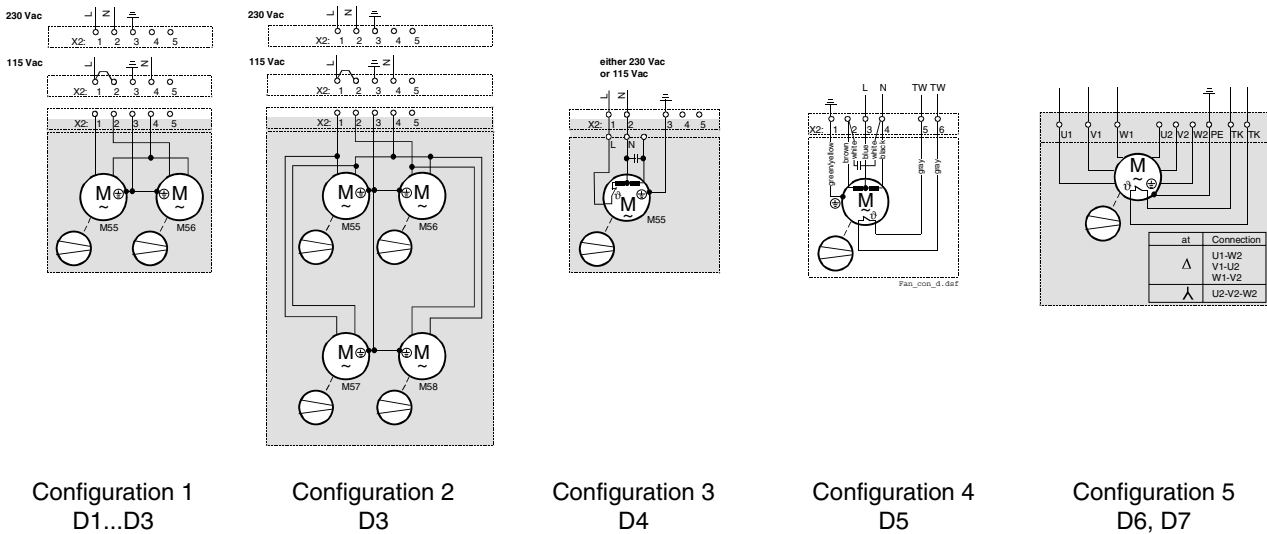 230 Vac
L N
X2: 1 2 3 4 5
115 Vac
L N
X2: 1 2 3 4 5
X2: 1 2 3 4 5
M ~ M ~
M55 M56
Configuration 1
D1...D3
230 Vac
L N
X2: 1 2 3 4 5
115 Vac
L N
X2: 1 2 3 4 5
X2: 1 2 3 4 5
M ~ M ~
M55 M56
M ~ M ~
M57 M58
Configuration 2
D3
either 230 Vac
or 115 Vac
L N
X2: 1 2 3 4 5
L N
ϑ M ~
M55
Configuration 3
D4
L N TW TW
X2: 1 2 3 4 5 6
green/yellow brown white blue white black gray gray
M ~ ϑ
Fan_con_d.dsf
Configuration 4
D5
U1 V1 W1 U2 V2 W2 PE TK TK
M ~
ϑ
at Connection
Δ U1-W2
V1-U2
W1-V2
U2-V2-W2
Configuration 5
D6, D7